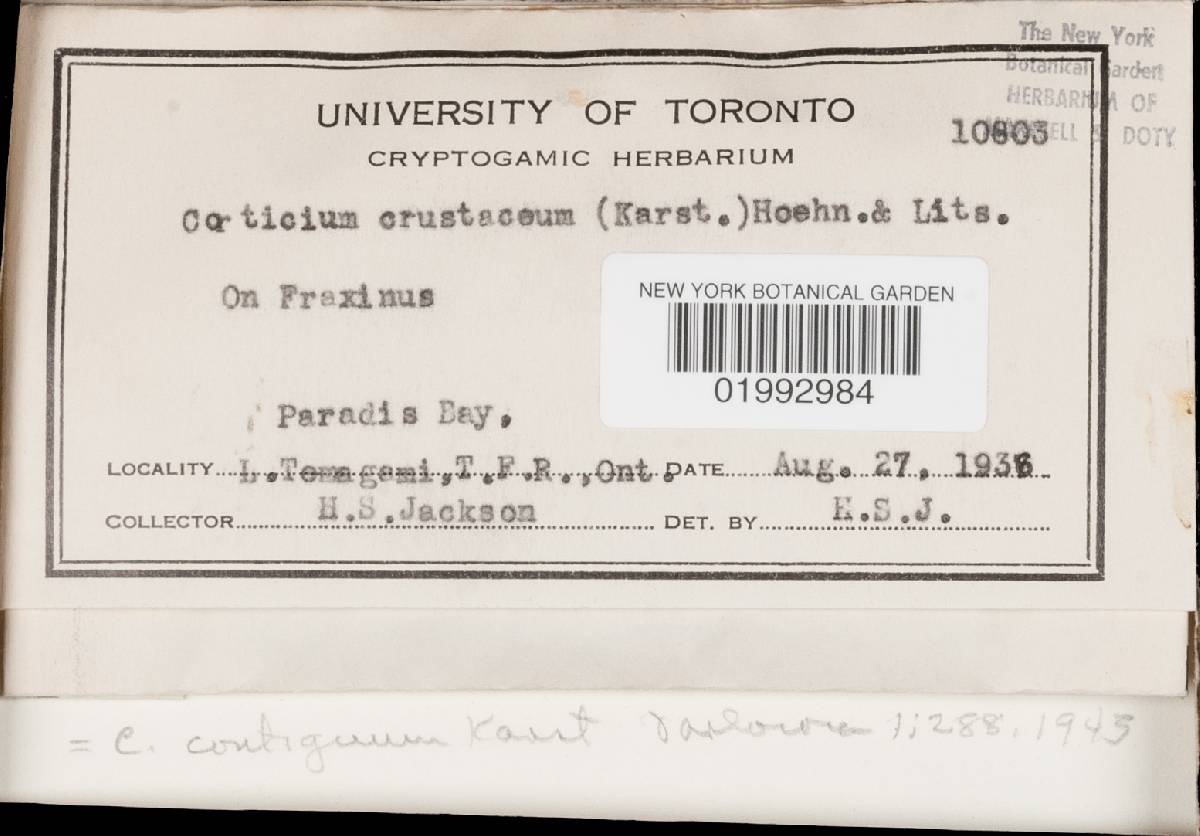 The New York
Botanical Garden
HERBARIUM OF
MAXWELL S DOTY
UNIVERSITY OF TORONTO
10803
CRYPTOGAMIC HERBARIUM
Corticium crustaceum (Karst.)Hoehn.& Lits.
On Fraxinus
NEW YORK BOTANICAL GARDEN
01992984
Paradis Bay,
LOCALITY L.Temagami,T.F.R.,Ont. DATE Aug. 27, 1936
COLLECTOR H.S.Jackson DET. BY H.S.J.
= C. contiguum Karst Farlowia 1:288. 1943